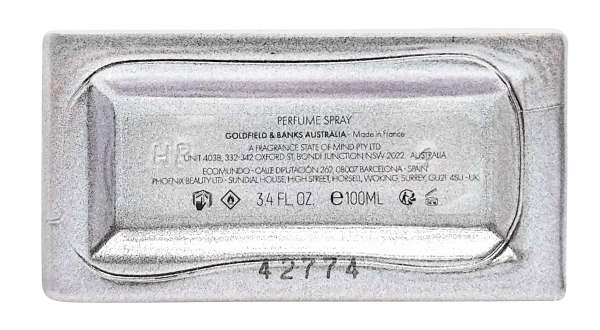 PERFUME SPRAY
GOLDFIELD & BANKS AUSTRALIA - Made in France
A FRAGRANCE STATE OF MIND PTY LTD
UNIT 403B, 332-342 OXFORD ST, BONDI JUNCTION NSW 2022 - AUSTRALIA
ECOMUNDO - CALLE DIPUTACIÓN 262, 08007 BARCELONA - SPAIN
PHOENIX BEAUTY LTD - SUNDIAL HOUSE, HIGH STREET, HORSELL, WOKING, SURREY, GU21 4SU - UK
3.4 FL. OZ. ℮100ML
HP 4
42774